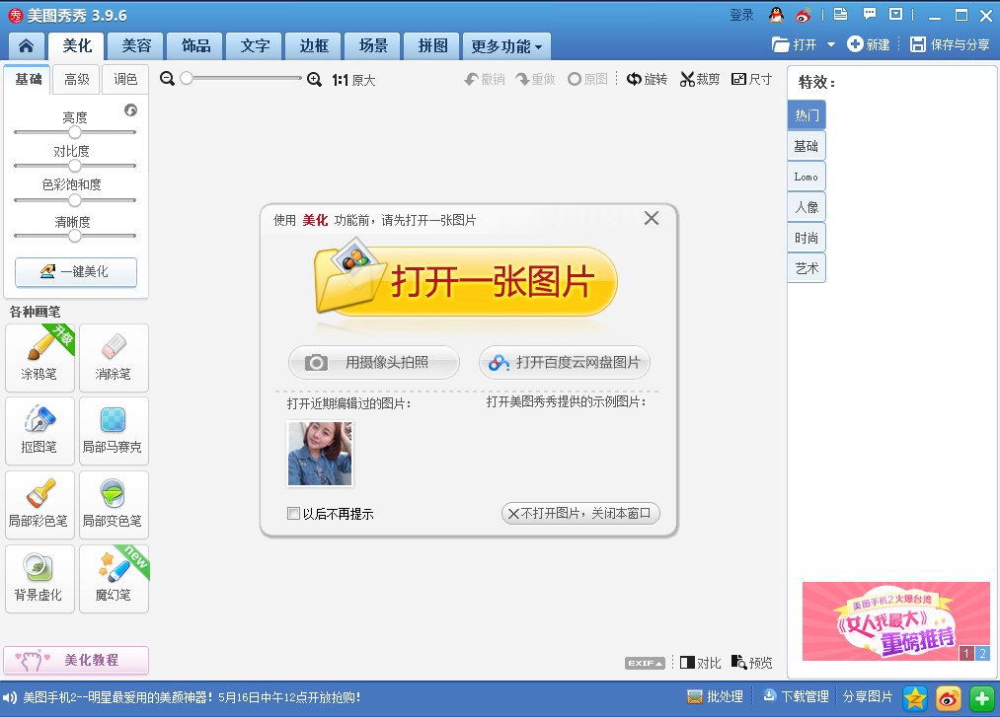 美图秀秀 3.9.6
登录
美化 美容 饰品 文字 边框 场景 拼图 更多功能
打开 新建 保存与分享
基础 高级 调色
1:1 原大
撤销 重做 原图 旋转 裁剪 尺寸
亮度
对比度
色彩饱和度
清晰度
一键美化
各种画笔
升级
涂鸦笔 消除笔
抠图笔 局部马赛克
局部彩色笔 局部变色笔
new
背景虚化 魔幻笔
美化教程
使用 美化 功能前，请先打开一张图片
打开一张图片
用摄像头拍照 打开百度云网盘图片
打开近期编辑过的图片：
打开美图秀秀提供的示例图片：
以后不再提示
不打开图片，关闭本窗口
特效：
热门
基础
Lomo
人像
时尚
艺术
美图手机2火爆台湾
《女人我最大》
重磅推荐
1 2
EXIF 对比 预览
美图手机2--明星最爱用的美颜神器！5月16日中午12点开放抢购！
批处理 下载管理 分享图片